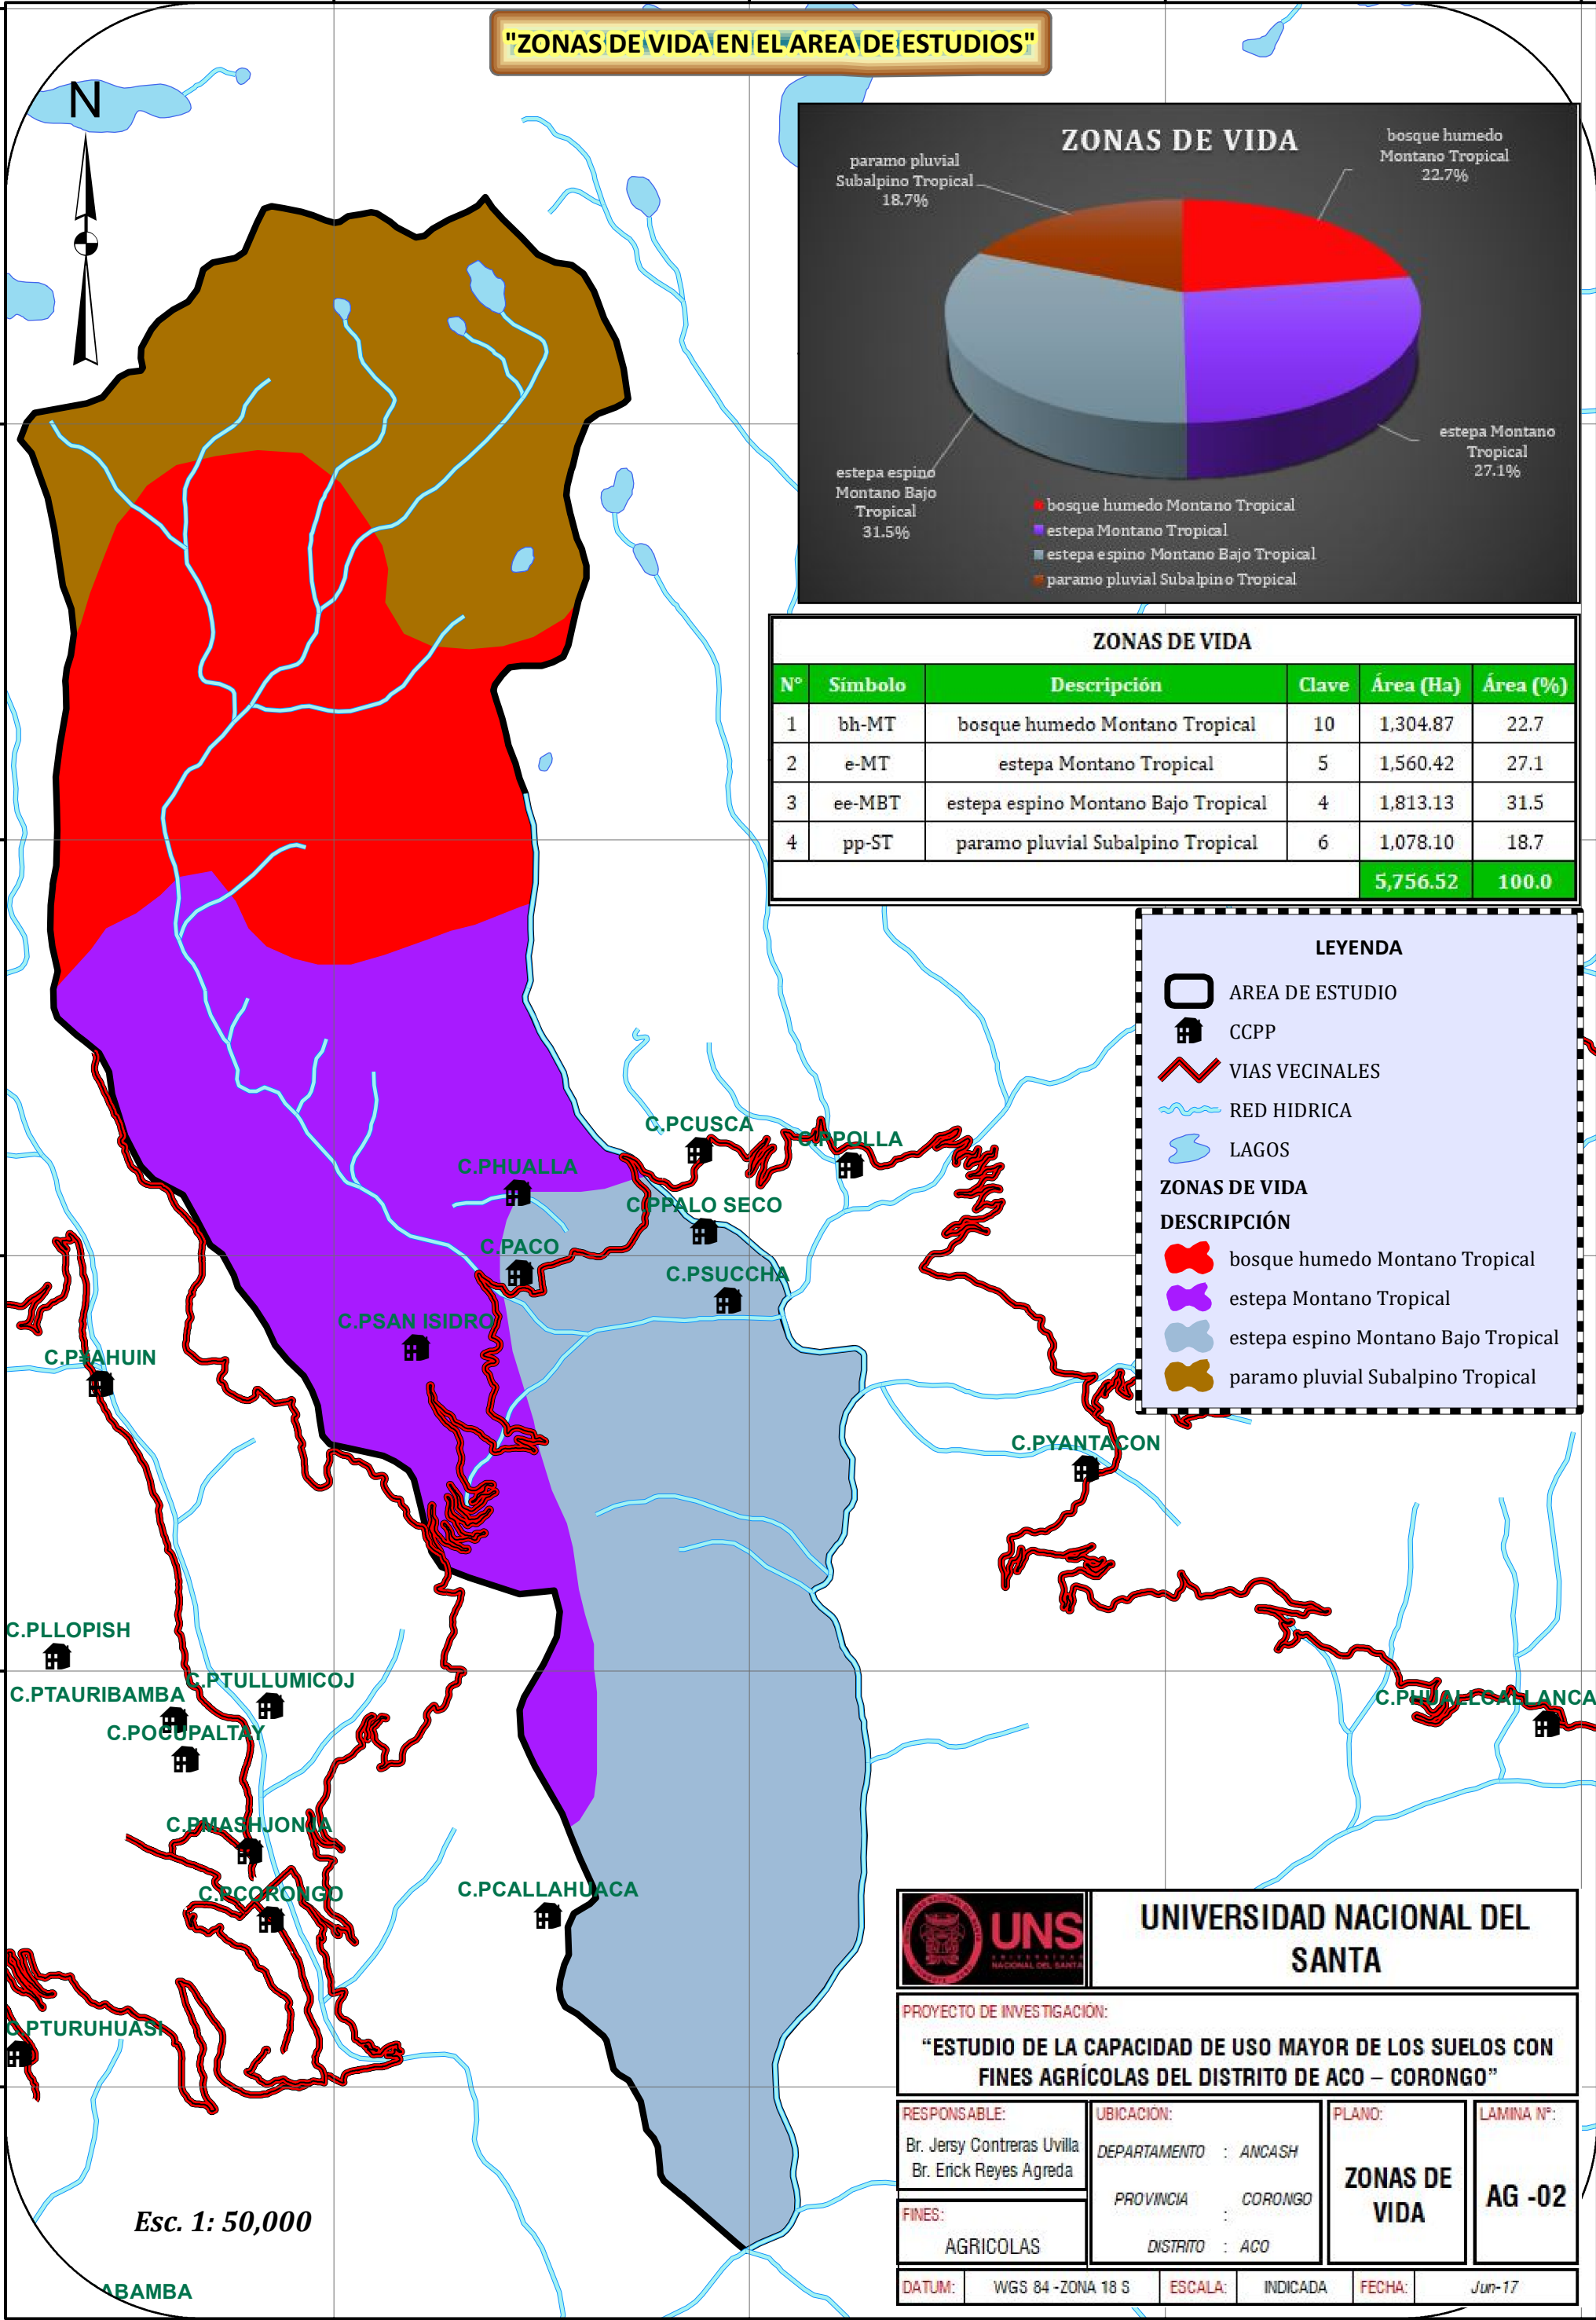 "ZONAS DE VIDA EN EL AREA DE ESTUDIOS"
N
ZONAS DE VIDA
paramo pluvial
Subalpino Tropical
18.7%
bosque humedo
Montano Tropical
22.7%
estepa Montano
Tropical
27.1%
estepa espino
Montano Bajo
Tropical
31.5%
bosque humedo Montano Tropical
estepa Montano Tropical
estepa espino Montano Bajo Tropical
paramo pluvial Subalpino Tropical
ZONAS DE VIDA
N° Símbolo Descripción Clave Área (Ha) Área (%)
1 bh-MT bosque humedo Montano Tropical 10 1,304.87 22.7
2 e-MT estepa Montano Tropical 5 1,560.42 27.1
3 ee-MBT estepa espino Montano Bajo Tropical 4 1,813.13 31.5
4 pp-ST paramo pluvial Subalpino Tropical 6 1,078.10 18.7
5,756.52 100.0
LEYENDA
AREA DE ESTUDIO
CCPP
VIAS VECINALES
RED HIDRICA
LAGOS
ZONAS DE VIDA
DESCRIPCIÓN
bosque humedo Montano Tropical
estepa Montano Tropical
estepa espino Montano Bajo Tropical
paramo pluvial Subalpino Tropical
C.PCUSCA
C.PPOLLA
C.PHUALLA
C.PPALO SECO
C.PACO
C.PSUCCHA
C.PSAN ISIDRO
C.P¥AHUIN
C.PYANTACON
C.PLLOPISH
C.PTULLUMICOJ
C.PTAURIBAMBA
C.POCUPALTAY
C.PHUALLCALLANCA
C.PMASHJONJA
C.PCORONGO
C.PCALLAHUACA
C.PTURUHUASI
ABAMBA
Esc. 1: 50,000
UNS
UNIVERSIDAD
NACIONAL DEL SANTA
UNIVERSIDAD NACIONAL DEL
SANTA
PROYECTO DE INVESTIGACIÓN:
“ESTUDIO DE LA CAPACIDAD DE USO MAYOR DE LOS SUELOS CON
FINES AGRÍCOLAS DEL DISTRITO DE ACO – CORONGO”
RESPONSABLE:
Br. Jersy Contreras Uvilla
Br. Erick Reyes Agreda
FINES:
AGRICOLAS
UBICACIÓN:
DEPARTAMENTO : ANCASH
PROVINCIA : CORONGO
DISTRITO : ACO
PLANO:
ZONAS DE
VIDA
LAMINA N°:
AG -02
DATUM: WGS 84 -ZONA 18 S ESCALA: INDICADA FECHA: Jun-17